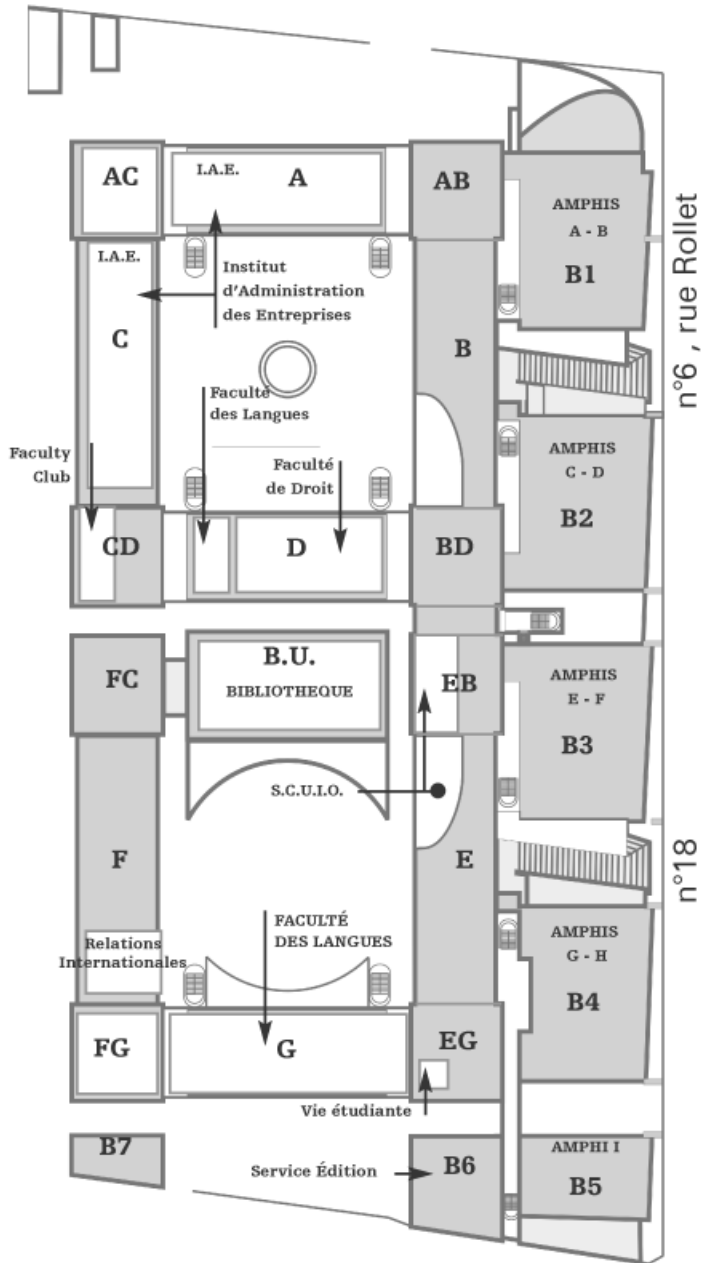 AC
I.A.E.
A
AB
AMPHIS
A - B
B1
n°6 , rue Rollet
I.A.E.
C
Institut
d'Administration
des Entreprises
B
Faculté
des Langues
Faculty
Club
Faculté
de Droit
AMPHIS
C - D
B2
CD
D
BD
FC
B.U.
BIBLIOTHEQUE
EB
AMPHIS
E - F
B3
S.C.U.I.O.
F
E
n°18
Relations
Internationales
FACULTÉ
DES LANGUES
AMPHIS
G - H
B4
FG
G
EG
Vie étudiante
B7
Service Édition
B6
AMPHI I
B5